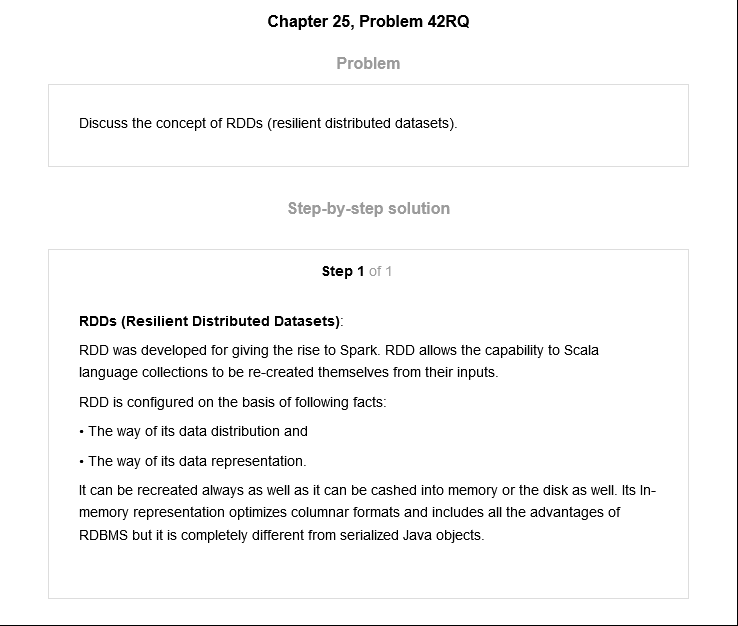 Chapter 25, Problem 42RQ
Problem
Discuss the concept of RDDs (resilient distributed datasets).
Step-by-step solution
Step 1 of 1
RDDs (Resilient Distributed Datasets):
RDD was developed for giving the rise to Spark. RDD allows the capability to Scala
language collections to be re-created themselves from their inputs.
RDD is configured on the basis of following facts:
• The way of its data distribution and
• The way of its data representation.
It can be recreated always as well as it can be cashed into memory or the disk as well. Its In-
memory representation optimizes columnar formats and includes all the advantages of
RDBMS but it is completely different from serialized Java objects.